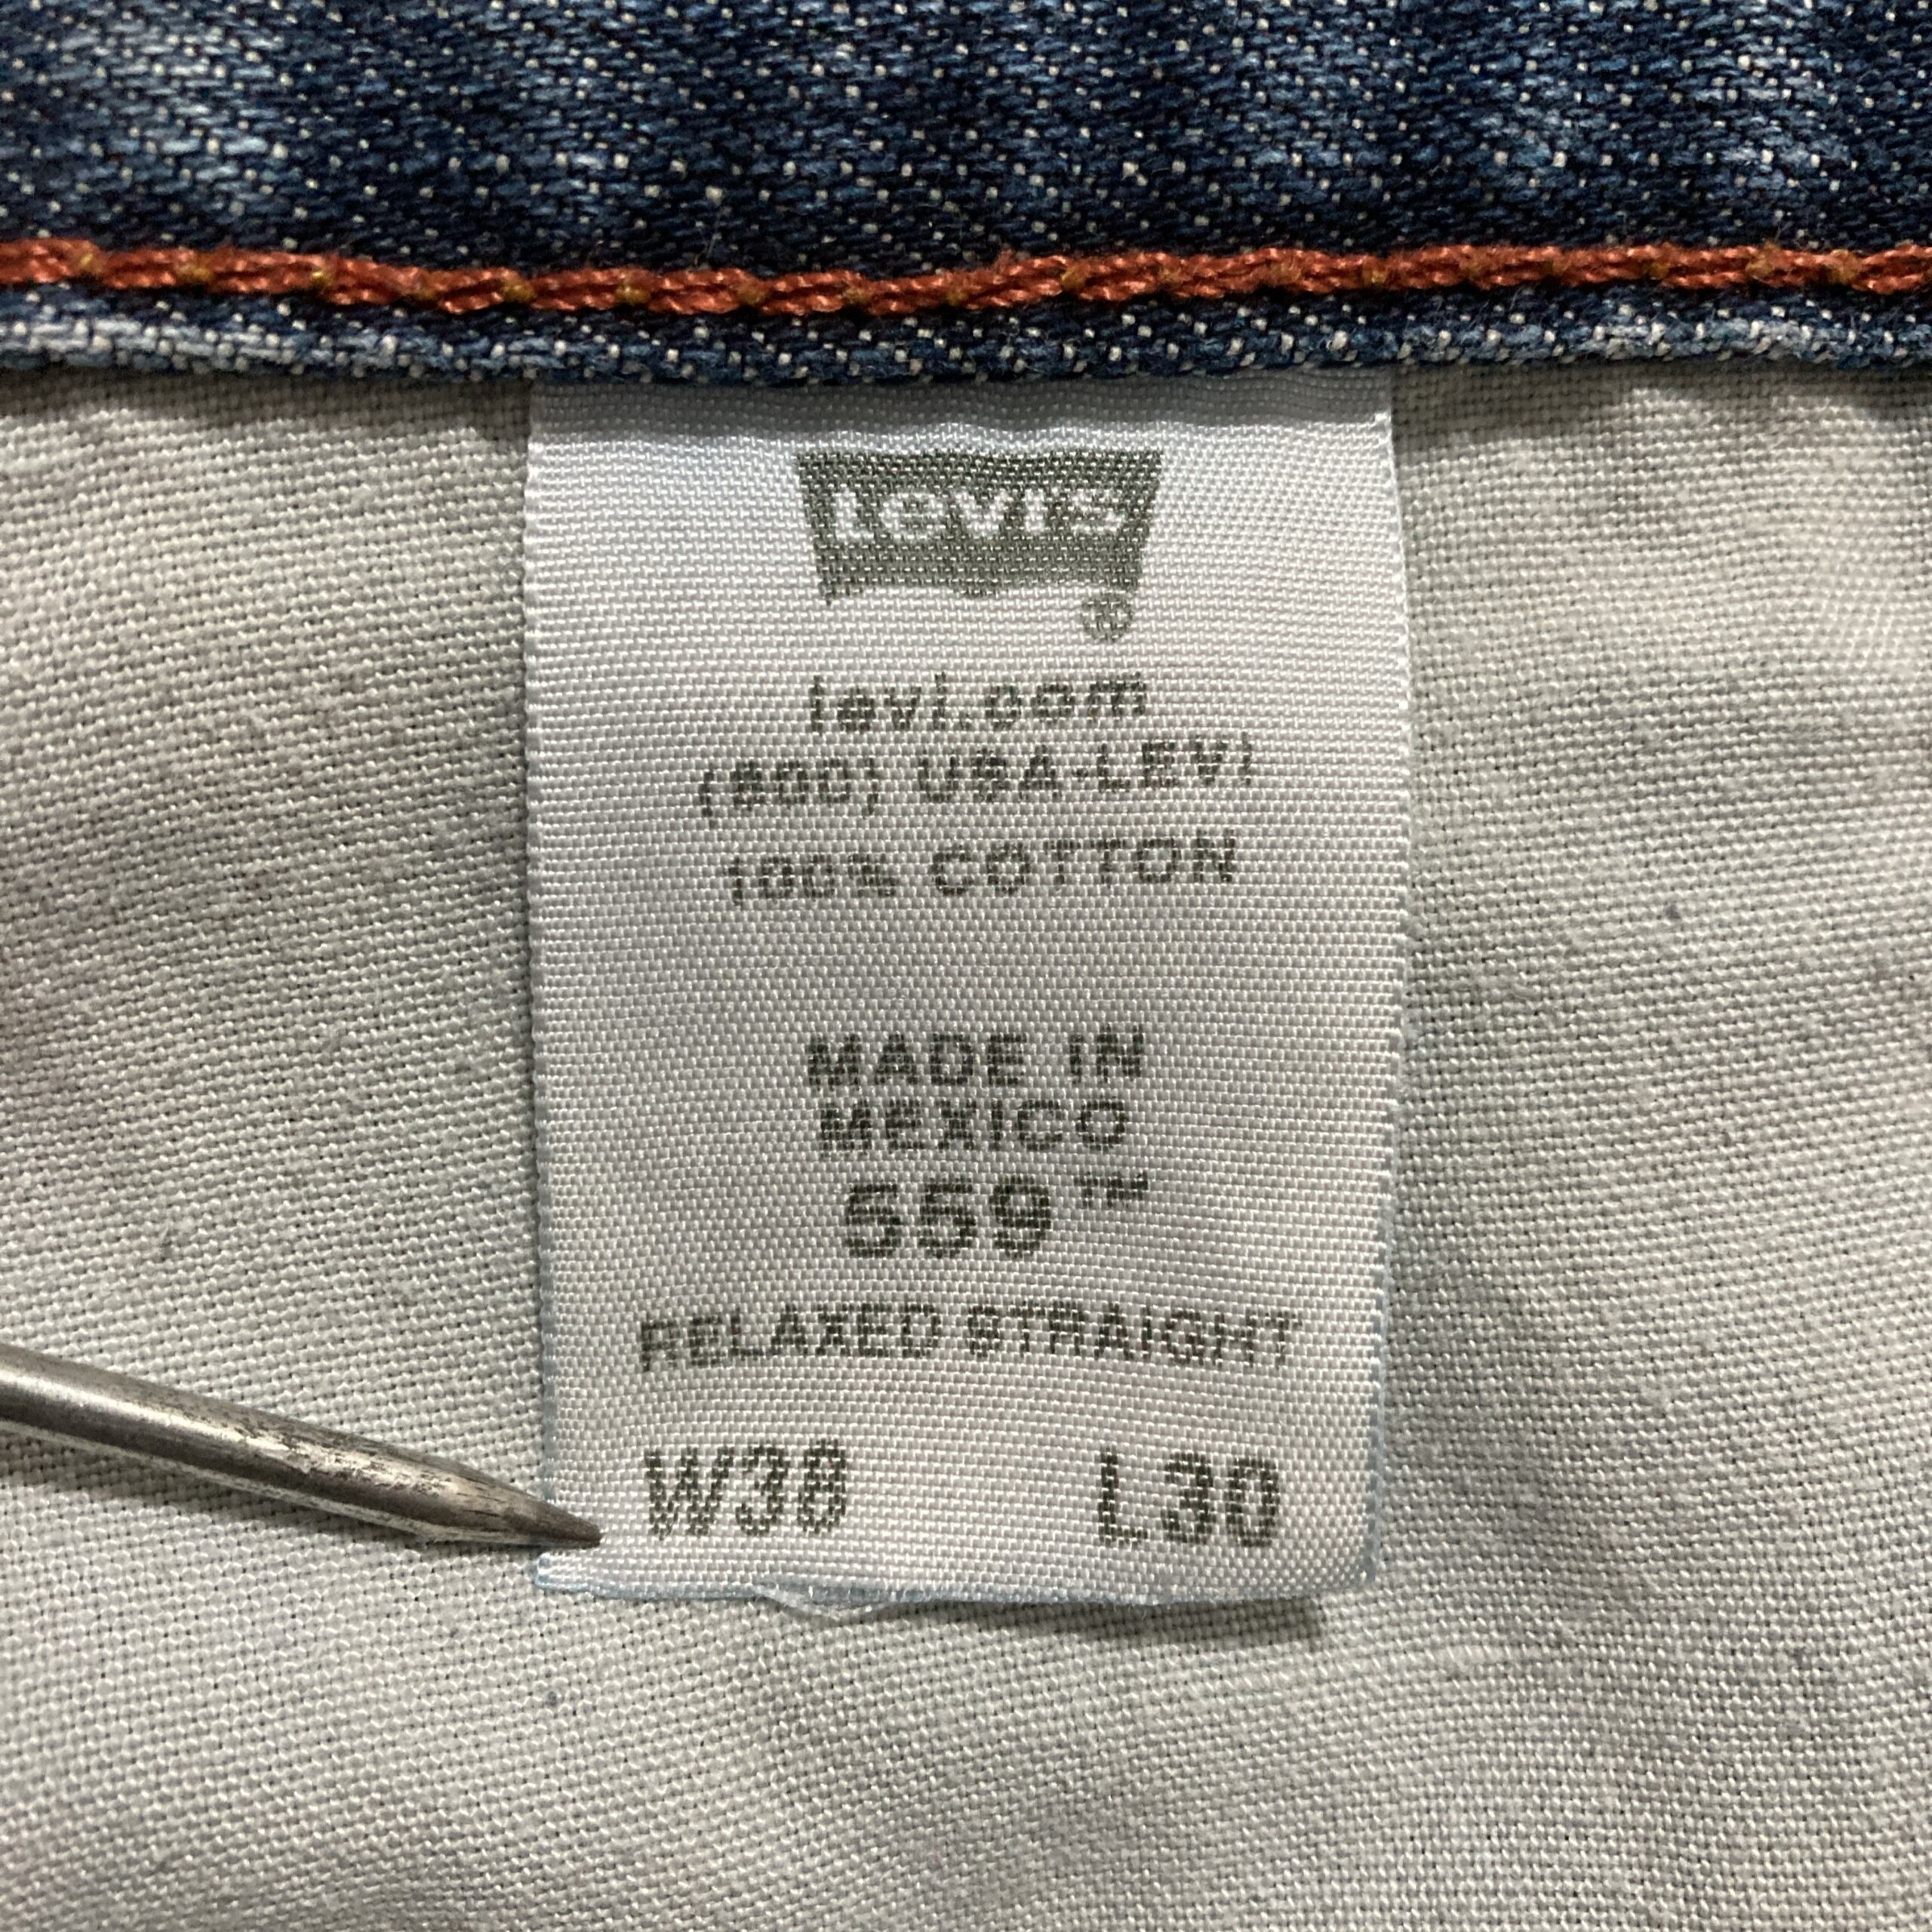 Levi's
®
levi.com
(800) USA-LEVI
100% COTTON
MADE IN
MEXICO
559™
RELAXED STRAIGHT
W38 L30